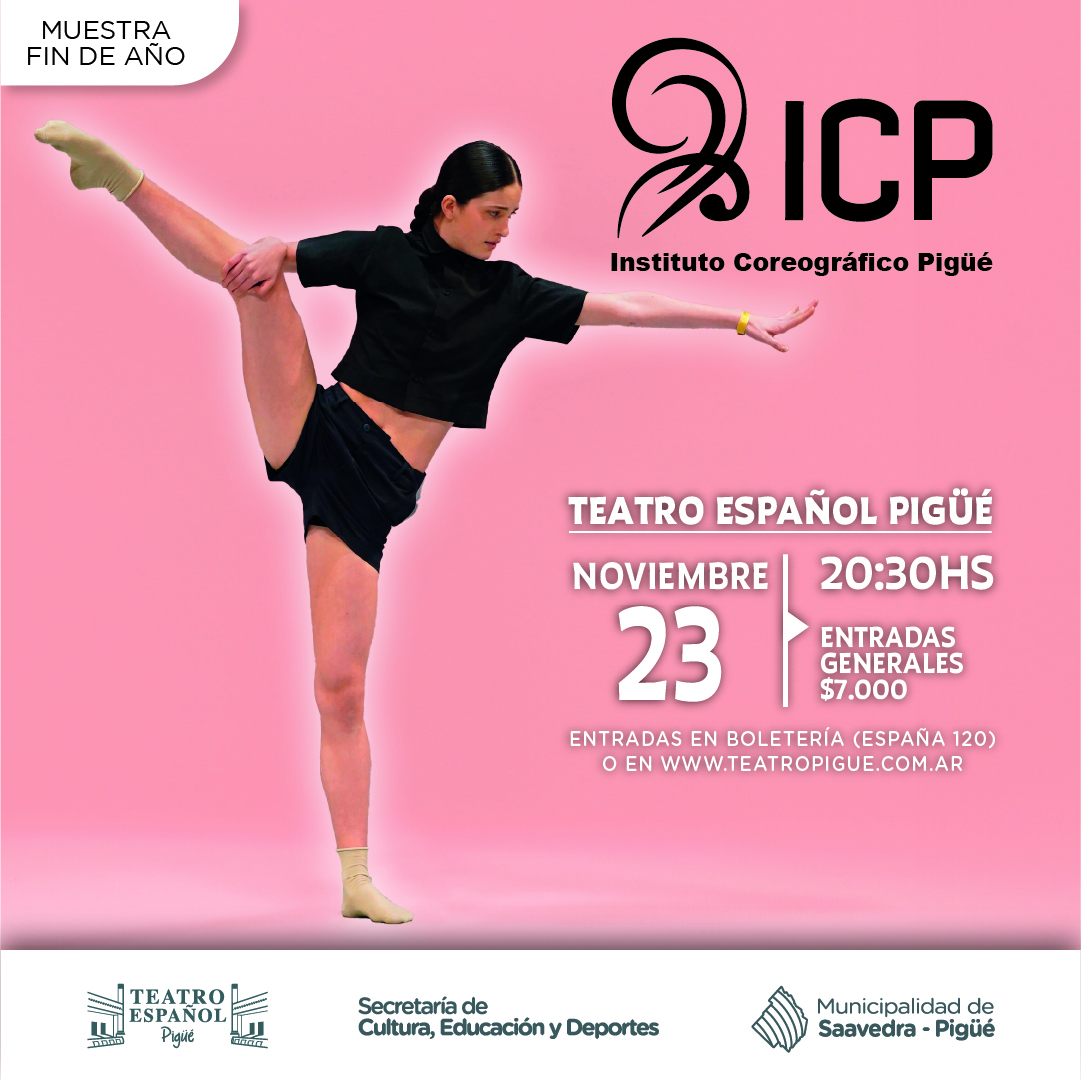 MUESTRA
FIN DE AÑO
ICP
Instituto Coreográfico Pigüé
TEATRO ESPAÑOL PIGÜÉ
NOVIEMBRE
23
20:30HS
ENTRADAS
GENERALES
$7.000
ENTRADAS EN BOLETERÍA (ESPAÑA 120)
O EN WWW.TEATROPIGUE.COM.AR
TEATRO
ESPAÑOL
Pigüé
Secretaría de
Cultura, Educación y Deportes
Municipalidad de
Saavedra - Pigüé